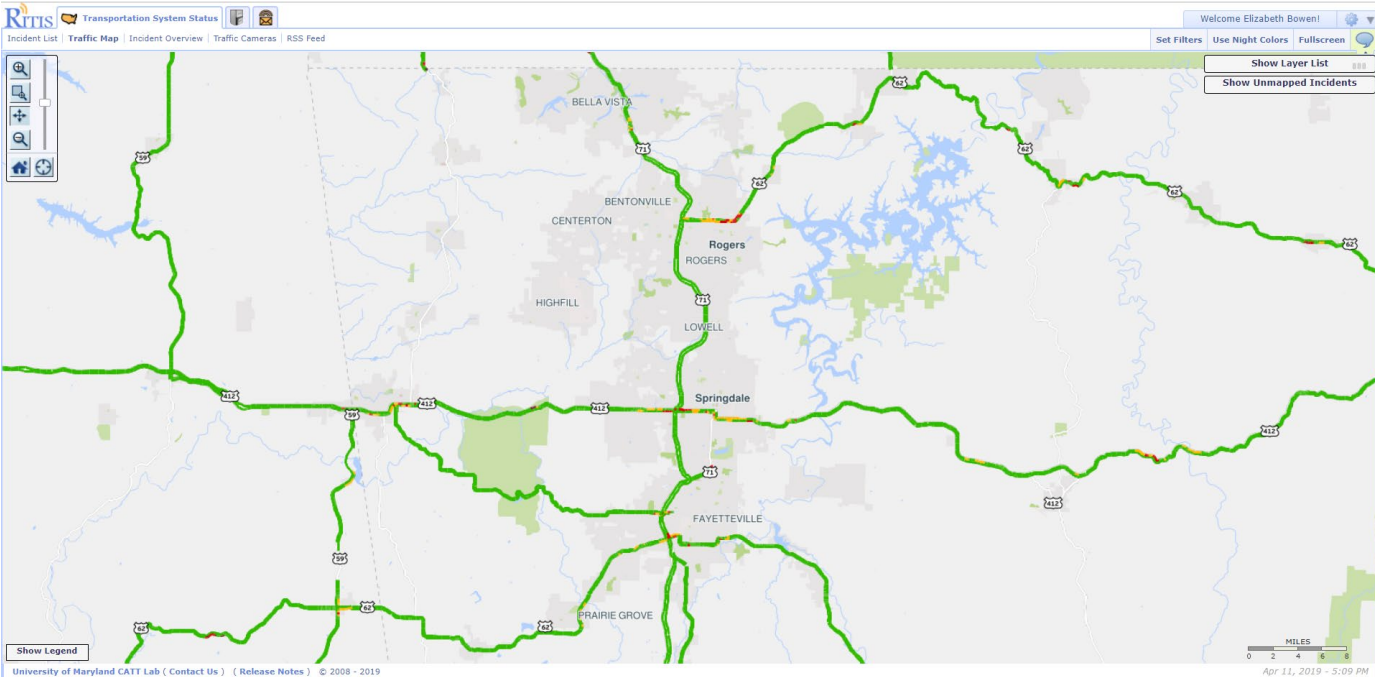 RITIS Transportation System Status
Welcome Elizabeth Bowen!
Incident List | Traffic Map | Incident Overview | Traffic Cameras | RSS Feed
Set Filters Use Night Colors Fullscreen
Show Layer List
Show Unmapped Incidents
62
BELLA VISTA
71
62
59
62
62
BENTONVILLE
CENTERTON
Rogers
62
ROGERS
HIGHFILL
71
LOWELL
412
Springdale
412
412
59
412
71
412
FAYETTEVILLE
59
62
PRAIRIE GROVE
62
62
MILES
0 2 4 6 8
Show Legend
University of Maryland CATT Lab ( Contact Us ) ( Release Notes ) © 2008 - 2019
Apr 11, 2019 - 5:09 PM